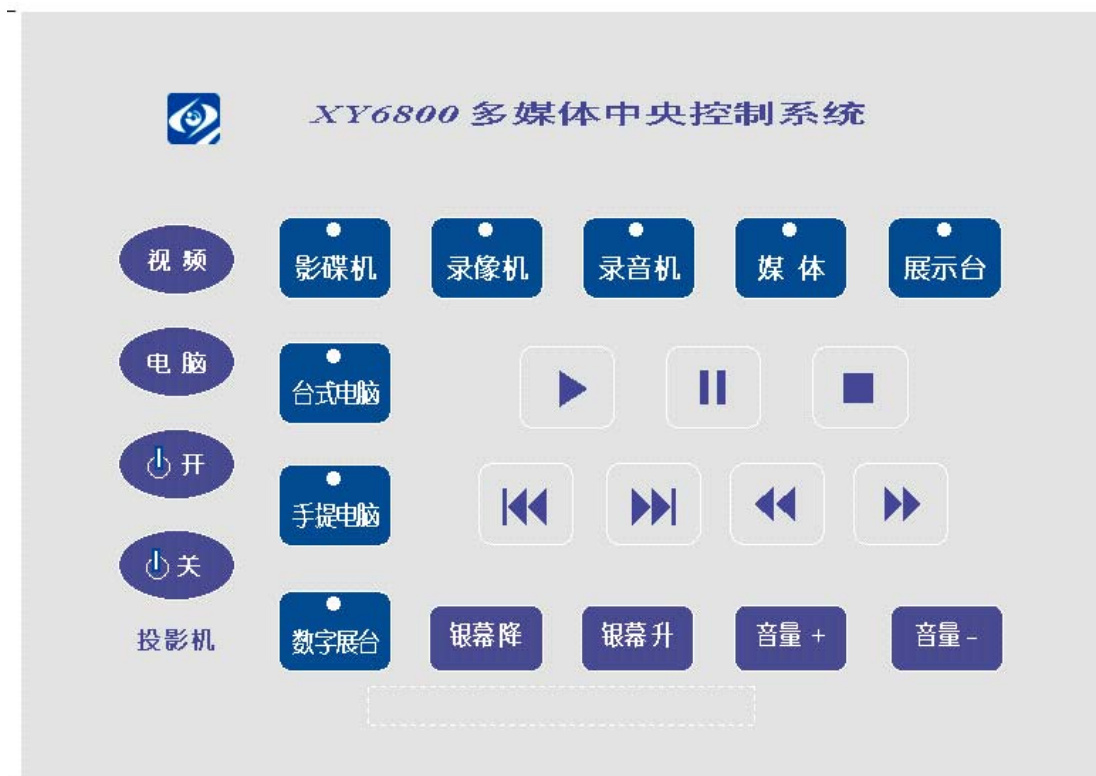 XY6800 多媒体中央控制系统
视 频
影碟机
录像机
录音机
媒 体
展示台
电 脑
台式电脑
开
手提电脑
关
投影机
数字展台
银幕降
银幕升
音量 +
音量 -